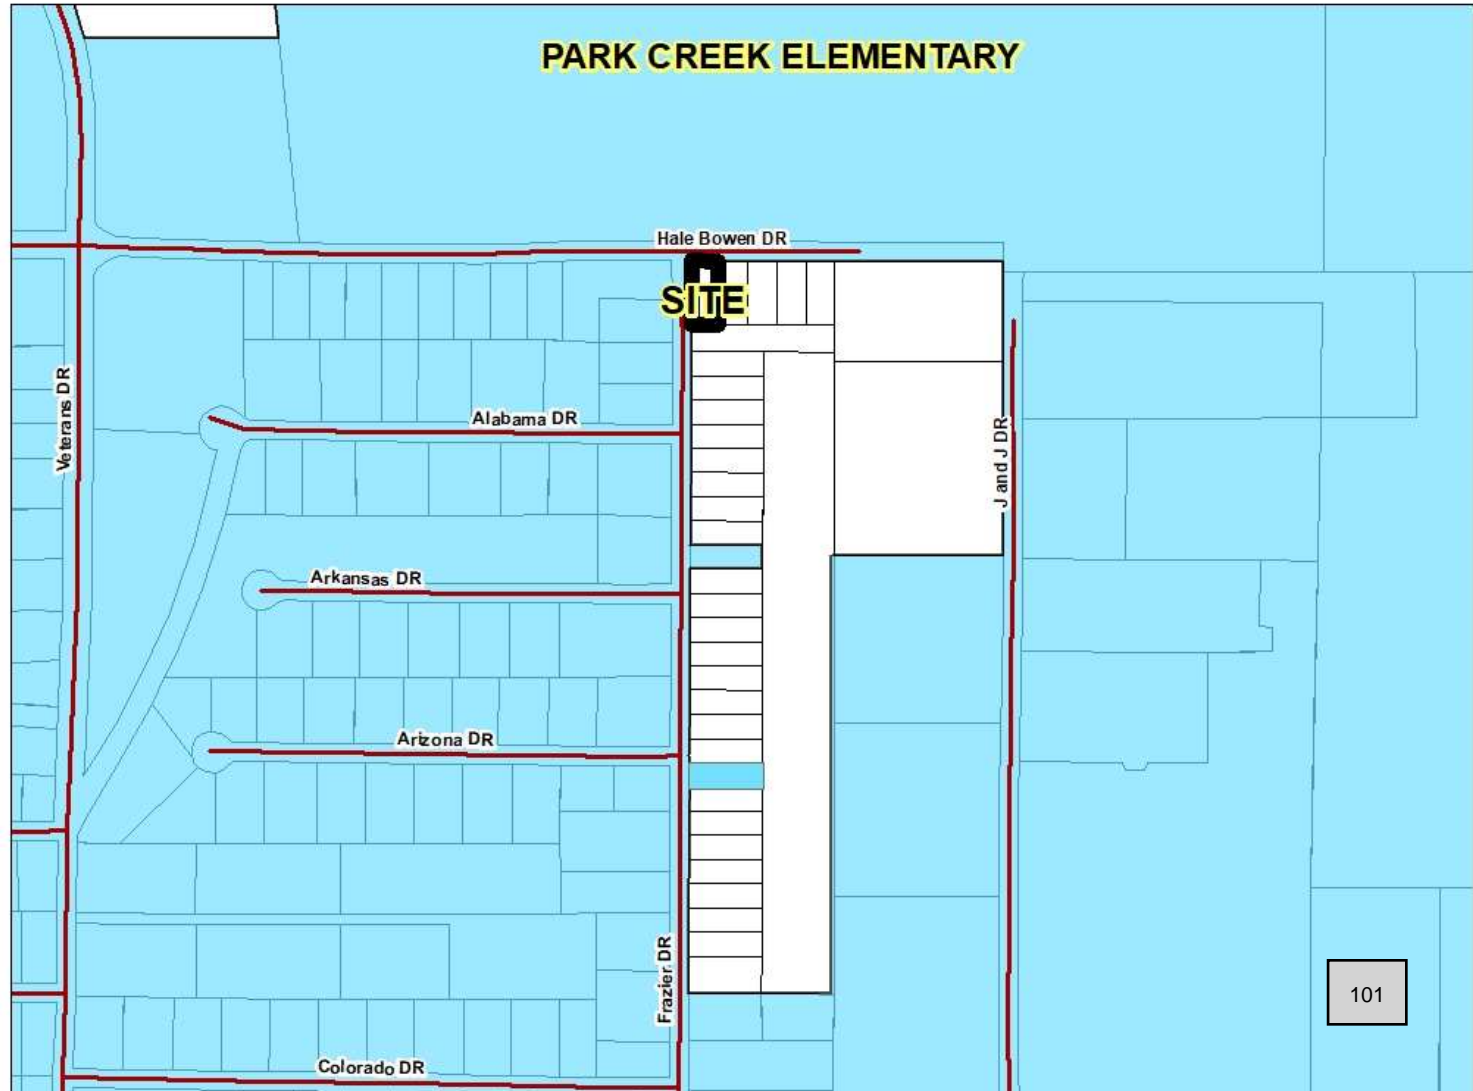 PARK CREEK ELEMENTARY
Hale Bowen DR
SITE
Veterans DR
Alabama DR
J and J DR
Arkansas DR
Arizona DR
Frazier DR
101
Colorado DR